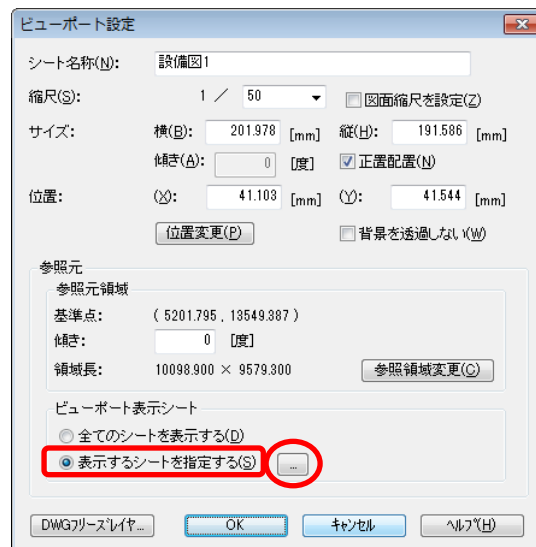 ビューポート設定
シート名称(N): 設備図1
縮尺(S): 1 ／ 50 図面縮尺を設定(Z)
サイズ: 横(B): 201.978 [mm] 縦(H): 191.586 [mm]
傾き(A): 0 [度] 正置配置(N)
位置: (X): 41.103 [mm] (Y): 41.544 [mm]
位置変更(P) 背景を透過しない(W)
参照元
参照元領域
基準点: ( 5201.795 , 13549.387 )
傾き: 0 [度]
領域長: 10098.900 × 9579.300 参照領域変更(C)
ビューポート表示シート
全てのシートを表示する(D)
表示するシートを指定する(S) ...
DWGフリーズレイヤ... OK キャンセル ヘルプ(H)